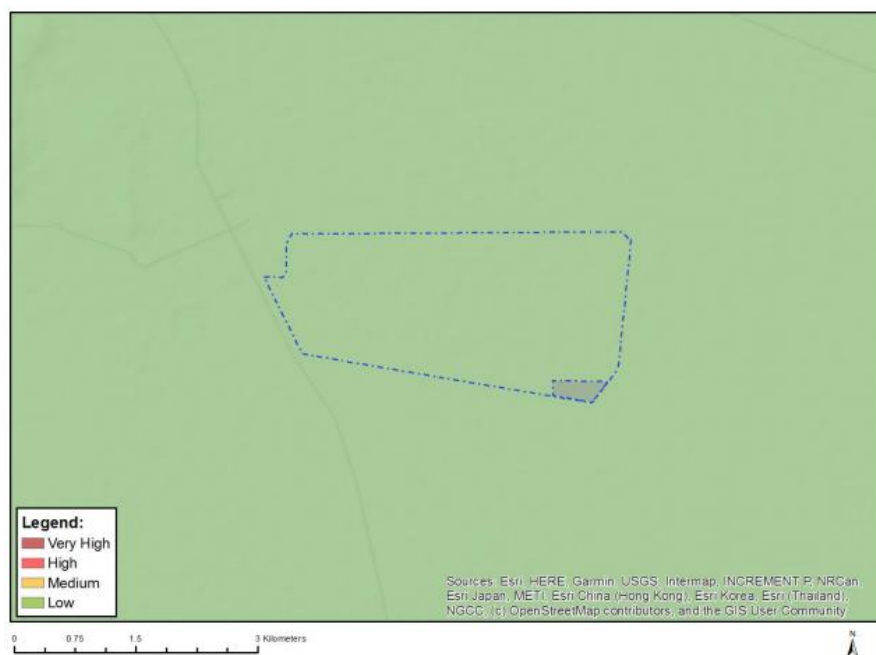 Legend:
Very High
High
Medium
Low
Sources: Esri, HERE, Garmin, USGS, Intermap, INCREMENT P, NRCan,
Esri Japan, METI, Esri China (Hong Kong), Esri Korea, Esri (Thailand),
NGCC, (c) OpenStreetMap contributors, and the GIS User Community
0 0.75 1.5 3 Kilometers
N